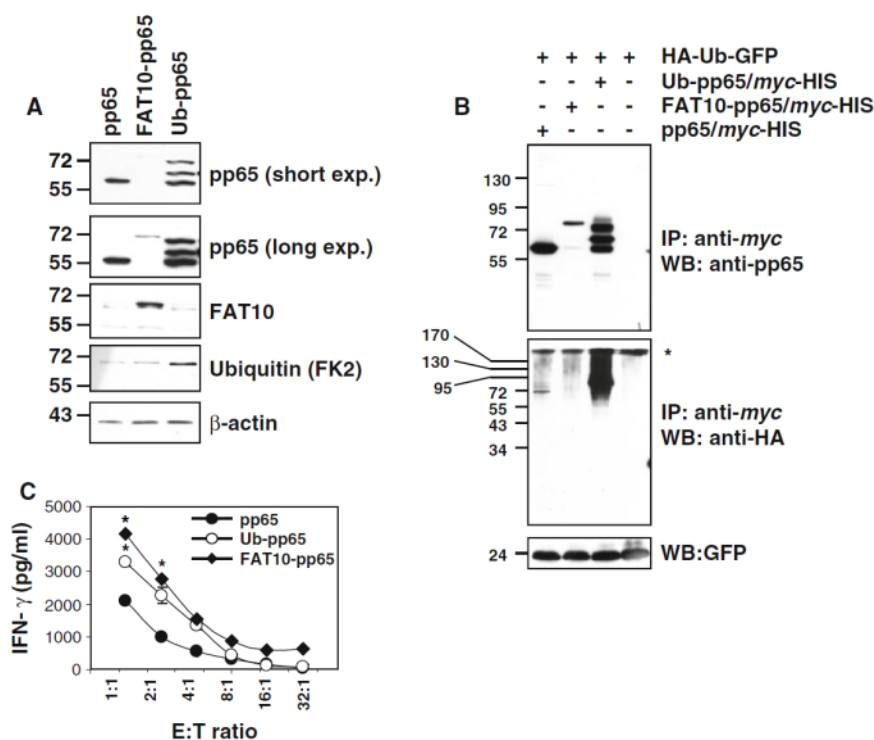 A
pp65
FAT10-pp65
Ub-pp65
72
55
pp65 (short exp.)
72
55
pp65 (long exp.)
72
55
FAT10
72
55
Ubiquitin (FK2)
43
β-actin
B
+ + + + HA-Ub-GFP
- - + - Ub-pp65/myc-HIS
- + - - FAT10-pp65/myc-HIS
+ - - - pp65/myc-HIS
130
95
72
55
IP: anti-myc
WB: anti-pp65
170
130
95
72
55
43
34
*
IP: anti-myc
WB: anti-HA
24
WB:GFP
C
IFN- γ (pg/ml)
5000
4000
3000
2000
1000
0
pp65
Ub-pp65
FAT10-pp65
*
*
*
1:1
2:1
4:1
8:1
16:1
32:1
E:T ratio